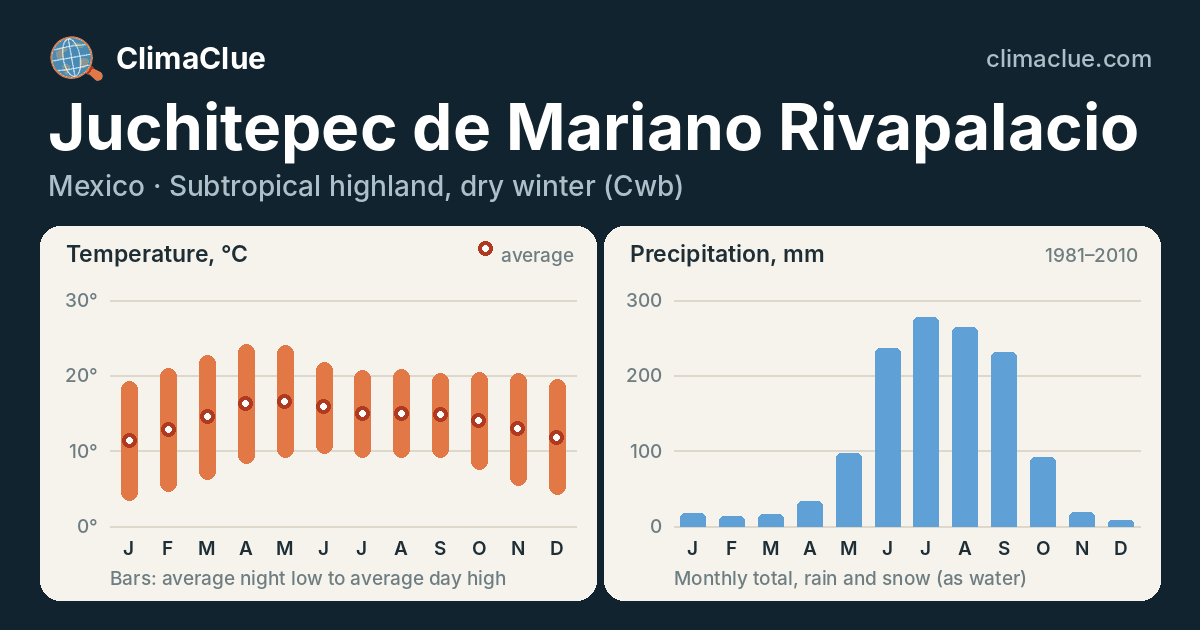 ClimaClue
climaclue.com
Juchitepec de Mariano Rivapalacio
Mexico · Subtropical highland, dry winter (Cwb)
Temperature, °C
average
30°
20°
10°
0°
J F M A M J J A S O N D
Bars: average night low to average day high
Precipitation, mm
1981–2010
300
200
100
0
J F M A M J J A S O N D
Monthly total, rain and snow (as water)